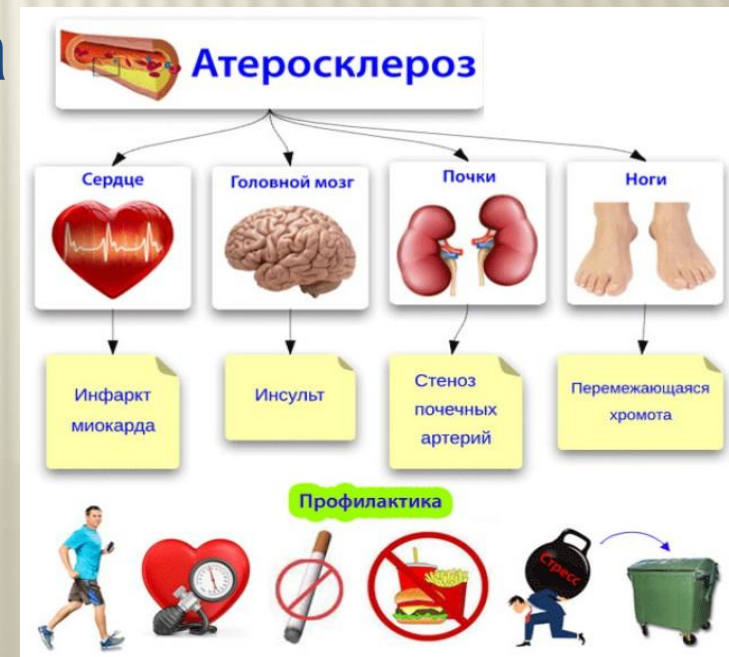 а
Атеросклероз
Сердце
Головной мозг
Почки
Ноги
Инфаркт
миокарда
Инсульт
Стеноз
почечных
артерий
Перемежающаяся
хромота
Профилактика
Стресс